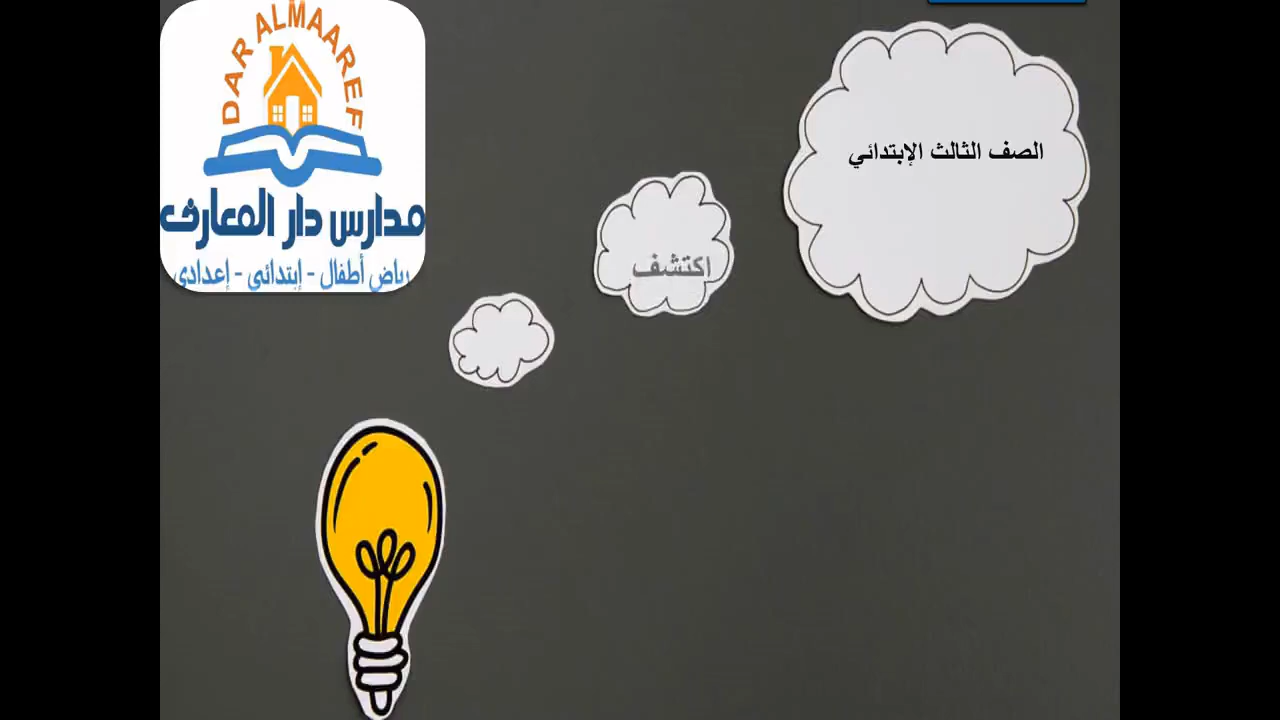 DAR ALMAAREF
مدارس دار المعارف
رياض أطفال - إبتدائي - إعدادي
الصف الثالث الإبتدائي
اكتشف